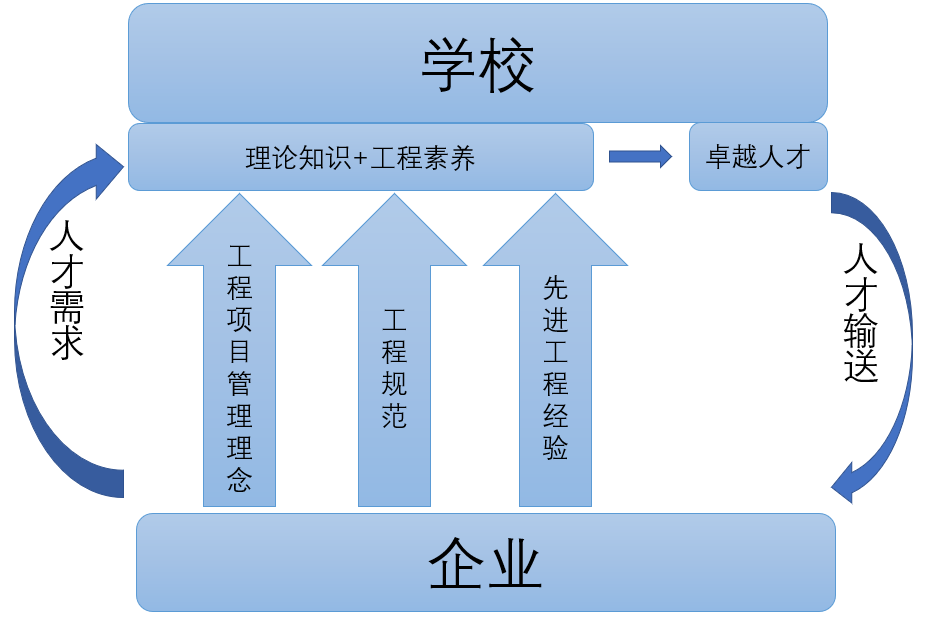 学校
理论知识+工程素养
卓越人才
人才需求
工程项目管理理念
工程规范
先进工程经验
人才输送
企业